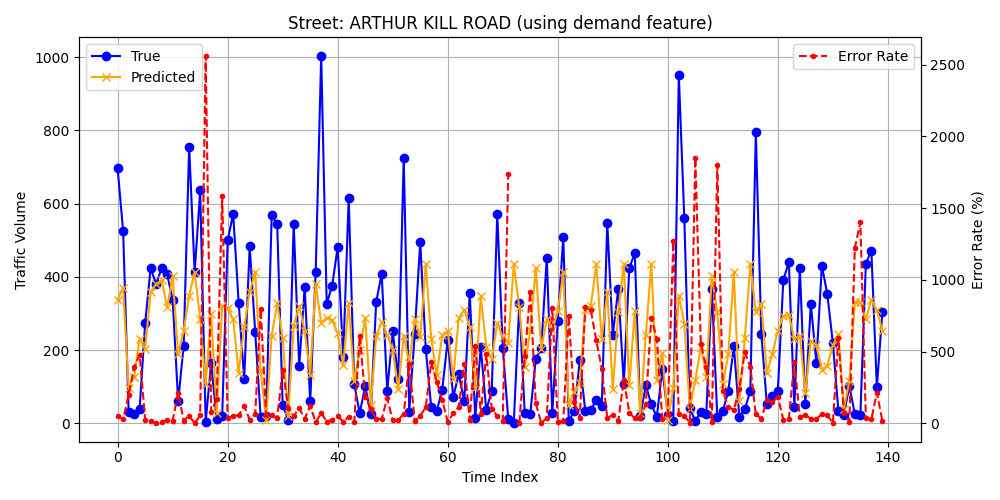 Street: ARTHUR KILL ROAD (using demand feature)
True
Predicted
Error Rate
Traffic Volume
1000
800
600
400
200
0
2500
2000
1500
1000
500
0
Error Rate (%)
0
20
40
60
80
100
120
140
Time Index